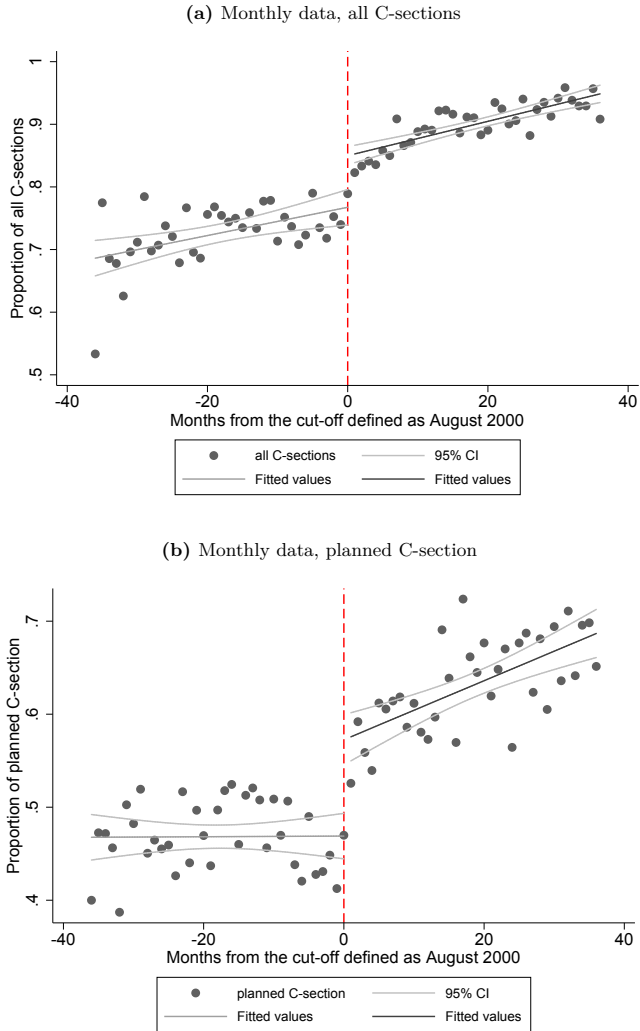 (a) Monthly data, all C-sections
Proportion of all C-sections
1
.9
.8
.7
.6
.5
-40 -20 0 20 40
Months from the cut-off defined as August 2000
all C-sections 95% CI
Fitted values Fitted values
(b) Monthly data, planned C-section
Proportion of planned C-section
.7
.6
.5
.4
-40 -20 0 20 40
Months from the cut-off defined as August 2000
planned C-section 95% CI
Fitted values Fitted values